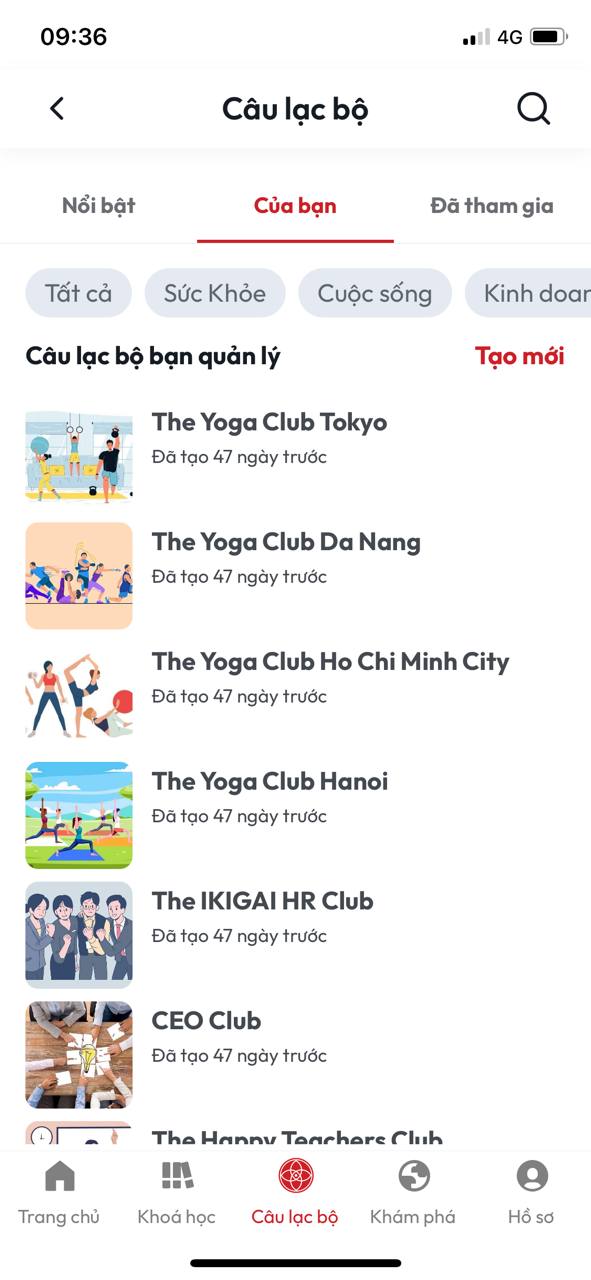 09:36
4G
Câu lạc bộ
Nổi bật
Của bạn
Đã tham gia
Tất cả
Sức Khỏe
Cuộc sống
Kinh doan
Câu lạc bộ bạn quản lý
Tạo mới
The Yoga Club Tokyo
Đã tạo 47 ngày trước
The Yoga Club Da Nang
Đã tạo 47 ngày trước
The Yoga Club Ho Chi Minh City
Đã tạo 47 ngày trước
The Yoga Club Hanoi
Đã tạo 47 ngày trước
The IKIGAI HR Club
Đã tạo 47 ngày trước
CEO Club
Đã tạo 47 ngày trước
The Happy Teachers Club
Trang chủ
Khoá học
Câu lạc bộ
Khám phá
Hồ sơ